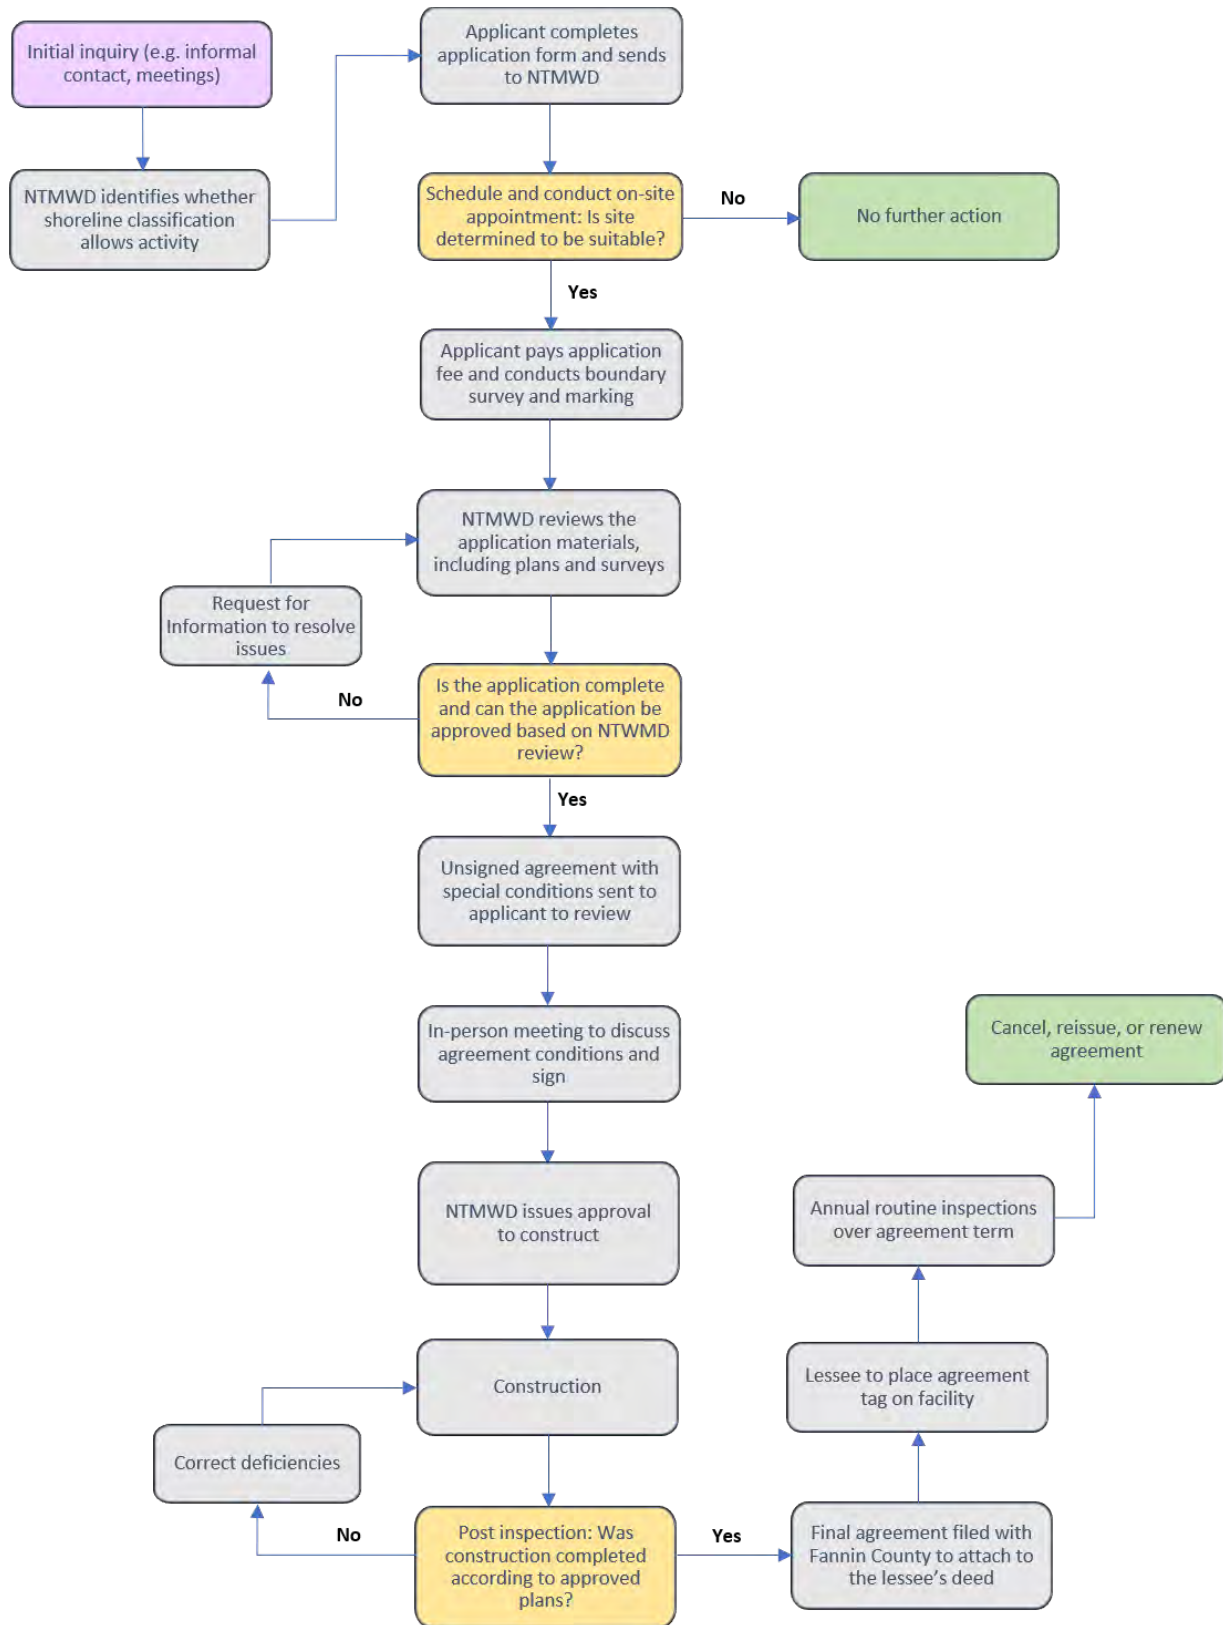 Initial inquiry (e.g. informal
contact, meetings)
NTMWD identifies whether
shoreline classification
allows activity
Applicant completes
application form and sends
to NTMWD
Schedule and conduct on-site
appointment: Is site
determined to be suitable?
No
No further action
Yes
Applicant pays application
fee and conducts boundary
survey and marking
NTMWD reviews the
application materials,
including plans and surveys
Request for
Information to resolve
issues
No
Is the application complete
and can the application be
approved based on NTWMD
review?
Yes
Unsigned agreement with
special conditions sent to
applicant to review
In-person meeting to discuss
agreement conditions and
sign
NTMWD issues approval
to construct
Construction
Correct deficiencies
No
Post inspection: Was
construction completed
according to approved
plans?
Yes
Final agreement filed with
Fannin County to attach to
the lessee's deed
Lessee to place agreement
tag on facility
Annual routine inspections
over agreement term
Cancel, reissue, or renew
agreement